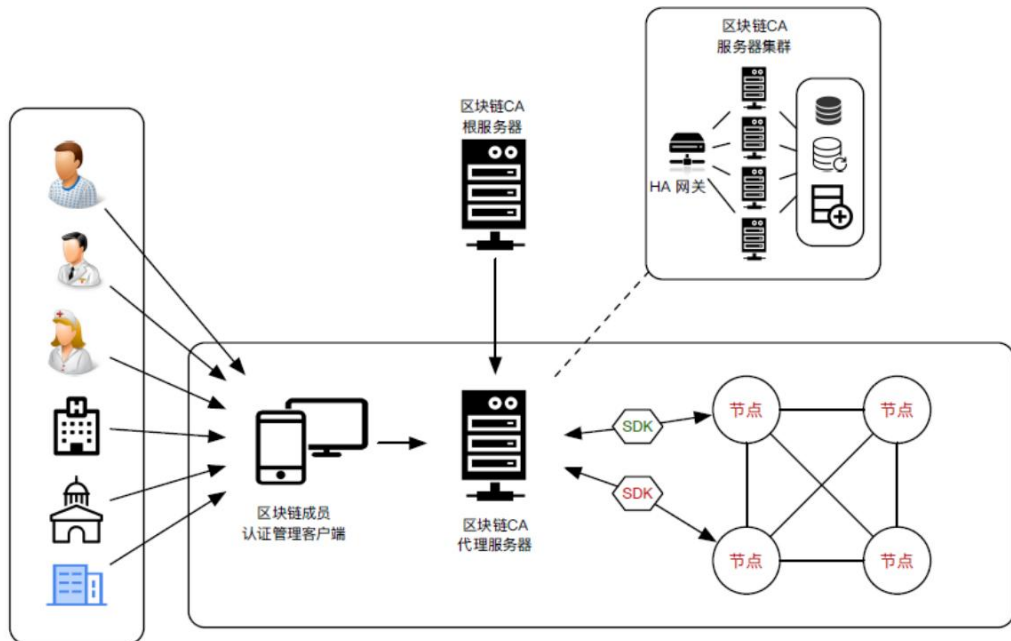 区块链CA
服务器集群
区块链CA
根服务器
HA 网关
节点
节点
SDK
SDK
区块链成员
认证管理客户端
区块链CA
代理服务器
节点
节点